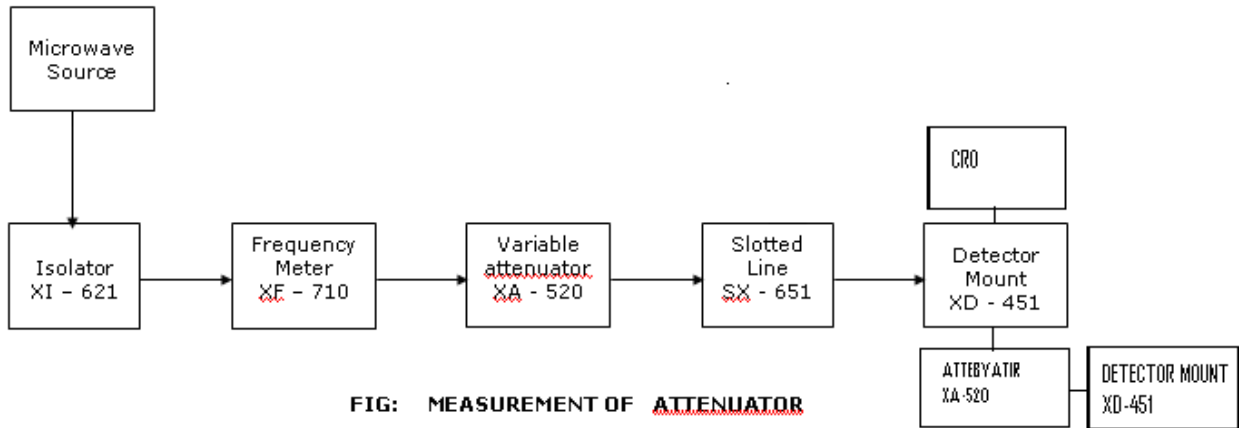 Microwave
Source
CRO
Isolator
XI – 621
Frequency
Meter
XF – 710
Variable
attenuator
XA - 520
Slotted
Line
SX - 651
Detector
Mount
XD - 451
ATTEBYATIR
XA-520
DETECTOR MOUNT
XD-451
FIG: MEASUREMENT OF ATTENUATOR